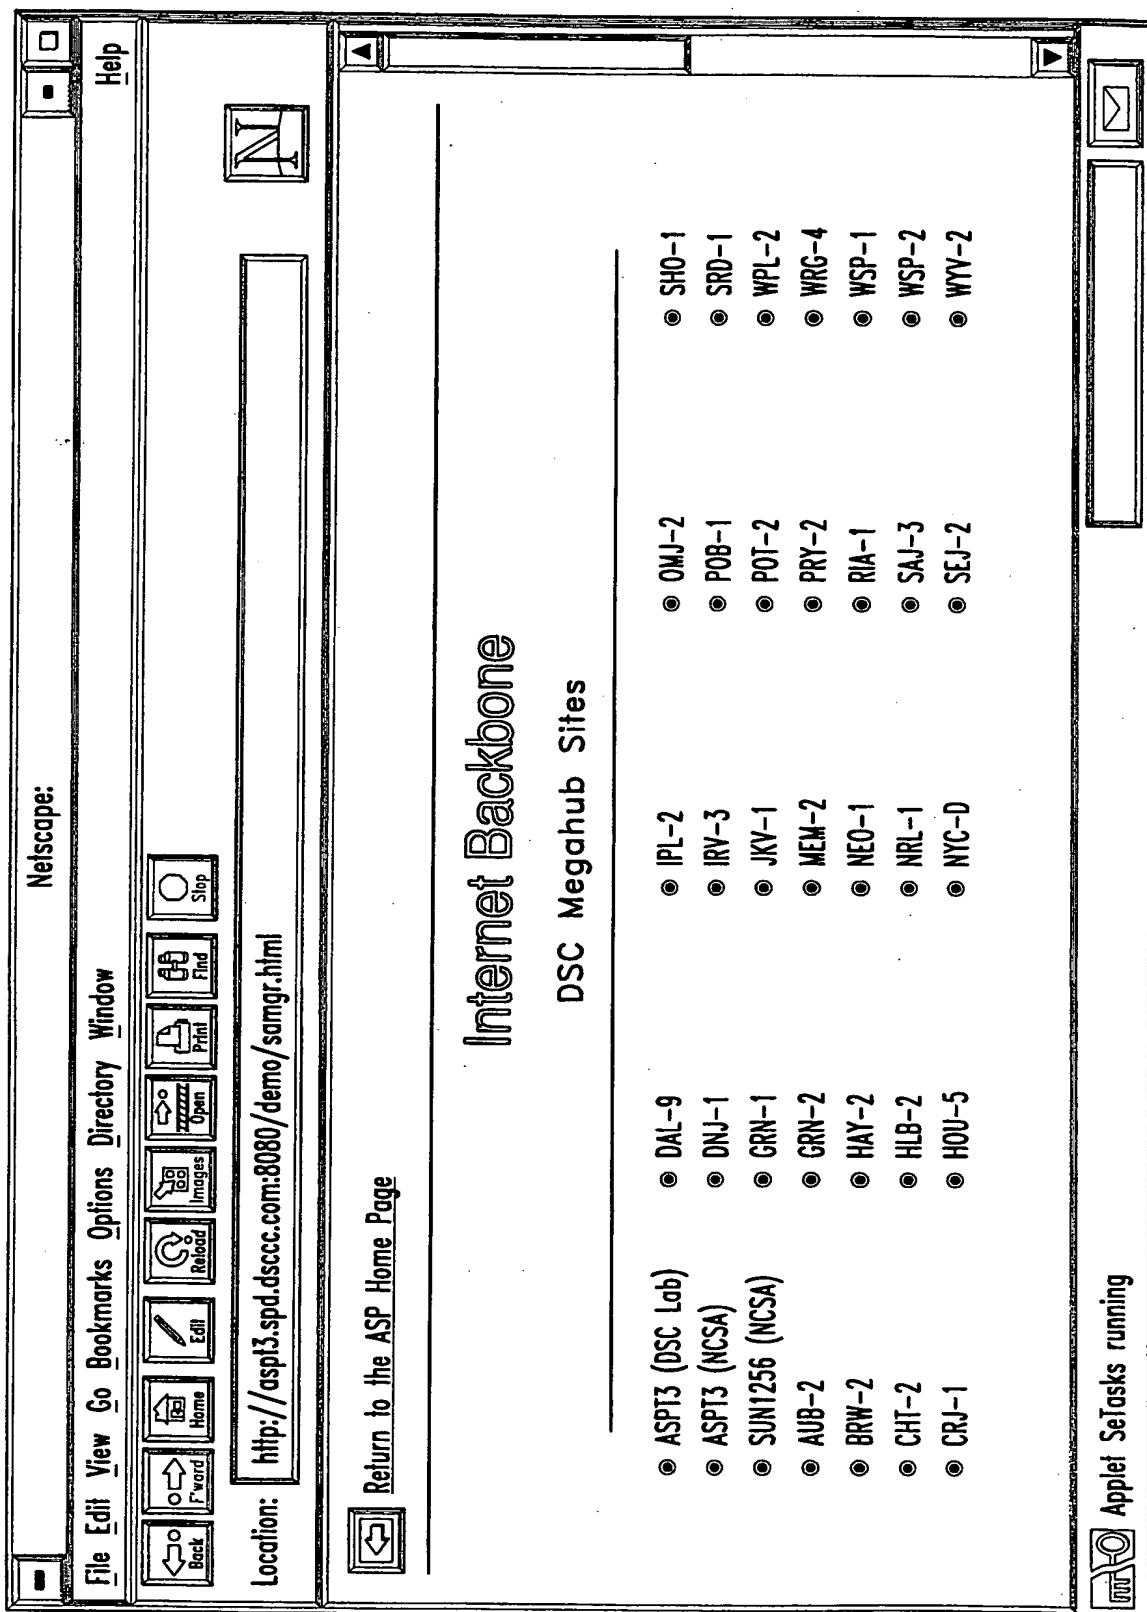 Netscape:
File Edit View Go Bookmarks Options Directory Window Help
Back F'ward Home Edit Reload Images Open Print Find Stop
Location: http://aspt3.spd.dsccc.com:8080/demo/samgr.html
N
Return to the ASP Home Page
Internet Backbone
DSC Megahub Sites
ASPT3 (DSC Lab) DAL-9 IPL-2 OMJ-2 SHO-1
ASPT3 (NCSA) DNJ-1 IRV-3 POB-1 SRD-1
SUN1256 (NCSA) GRN-1 JKV-1 POT-2 WPL-2
AUB-2 GRN-2 MEM-2 PRY-2 WRG-4
BRW-2 HAY-2 NEO-1 RIA-1 WSP-1
CHT-2 HLB-2 NRL-1 SAJ-3 WSP-2
CRJ-1 HOU-5 NYC-D SEJ-2 WYV-2
Applet SeTasks running